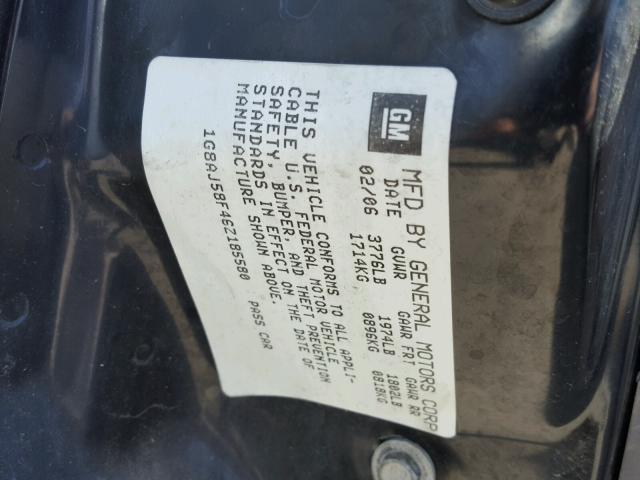 GM
MFD BY GENERAL MOTORS CORP
DATE GVWR GAWR FRT GAWR RR
02/06 3776LB 1974LB 1802LB
1714KG 0896KG 0818KG
THIS VEHICLE CONFORMS TO ALL APPLI-
CABLE U.S. FEDERAL MOTOR VEHICLE
SAFETY, BUMPER, AND THEFT PREVENTION
STANDARDS IN EFFECT ON THE DATE OF
MANUFACTURE SHOWN ABOVE.
1G8AJ58F46Z185580 PASS CAR